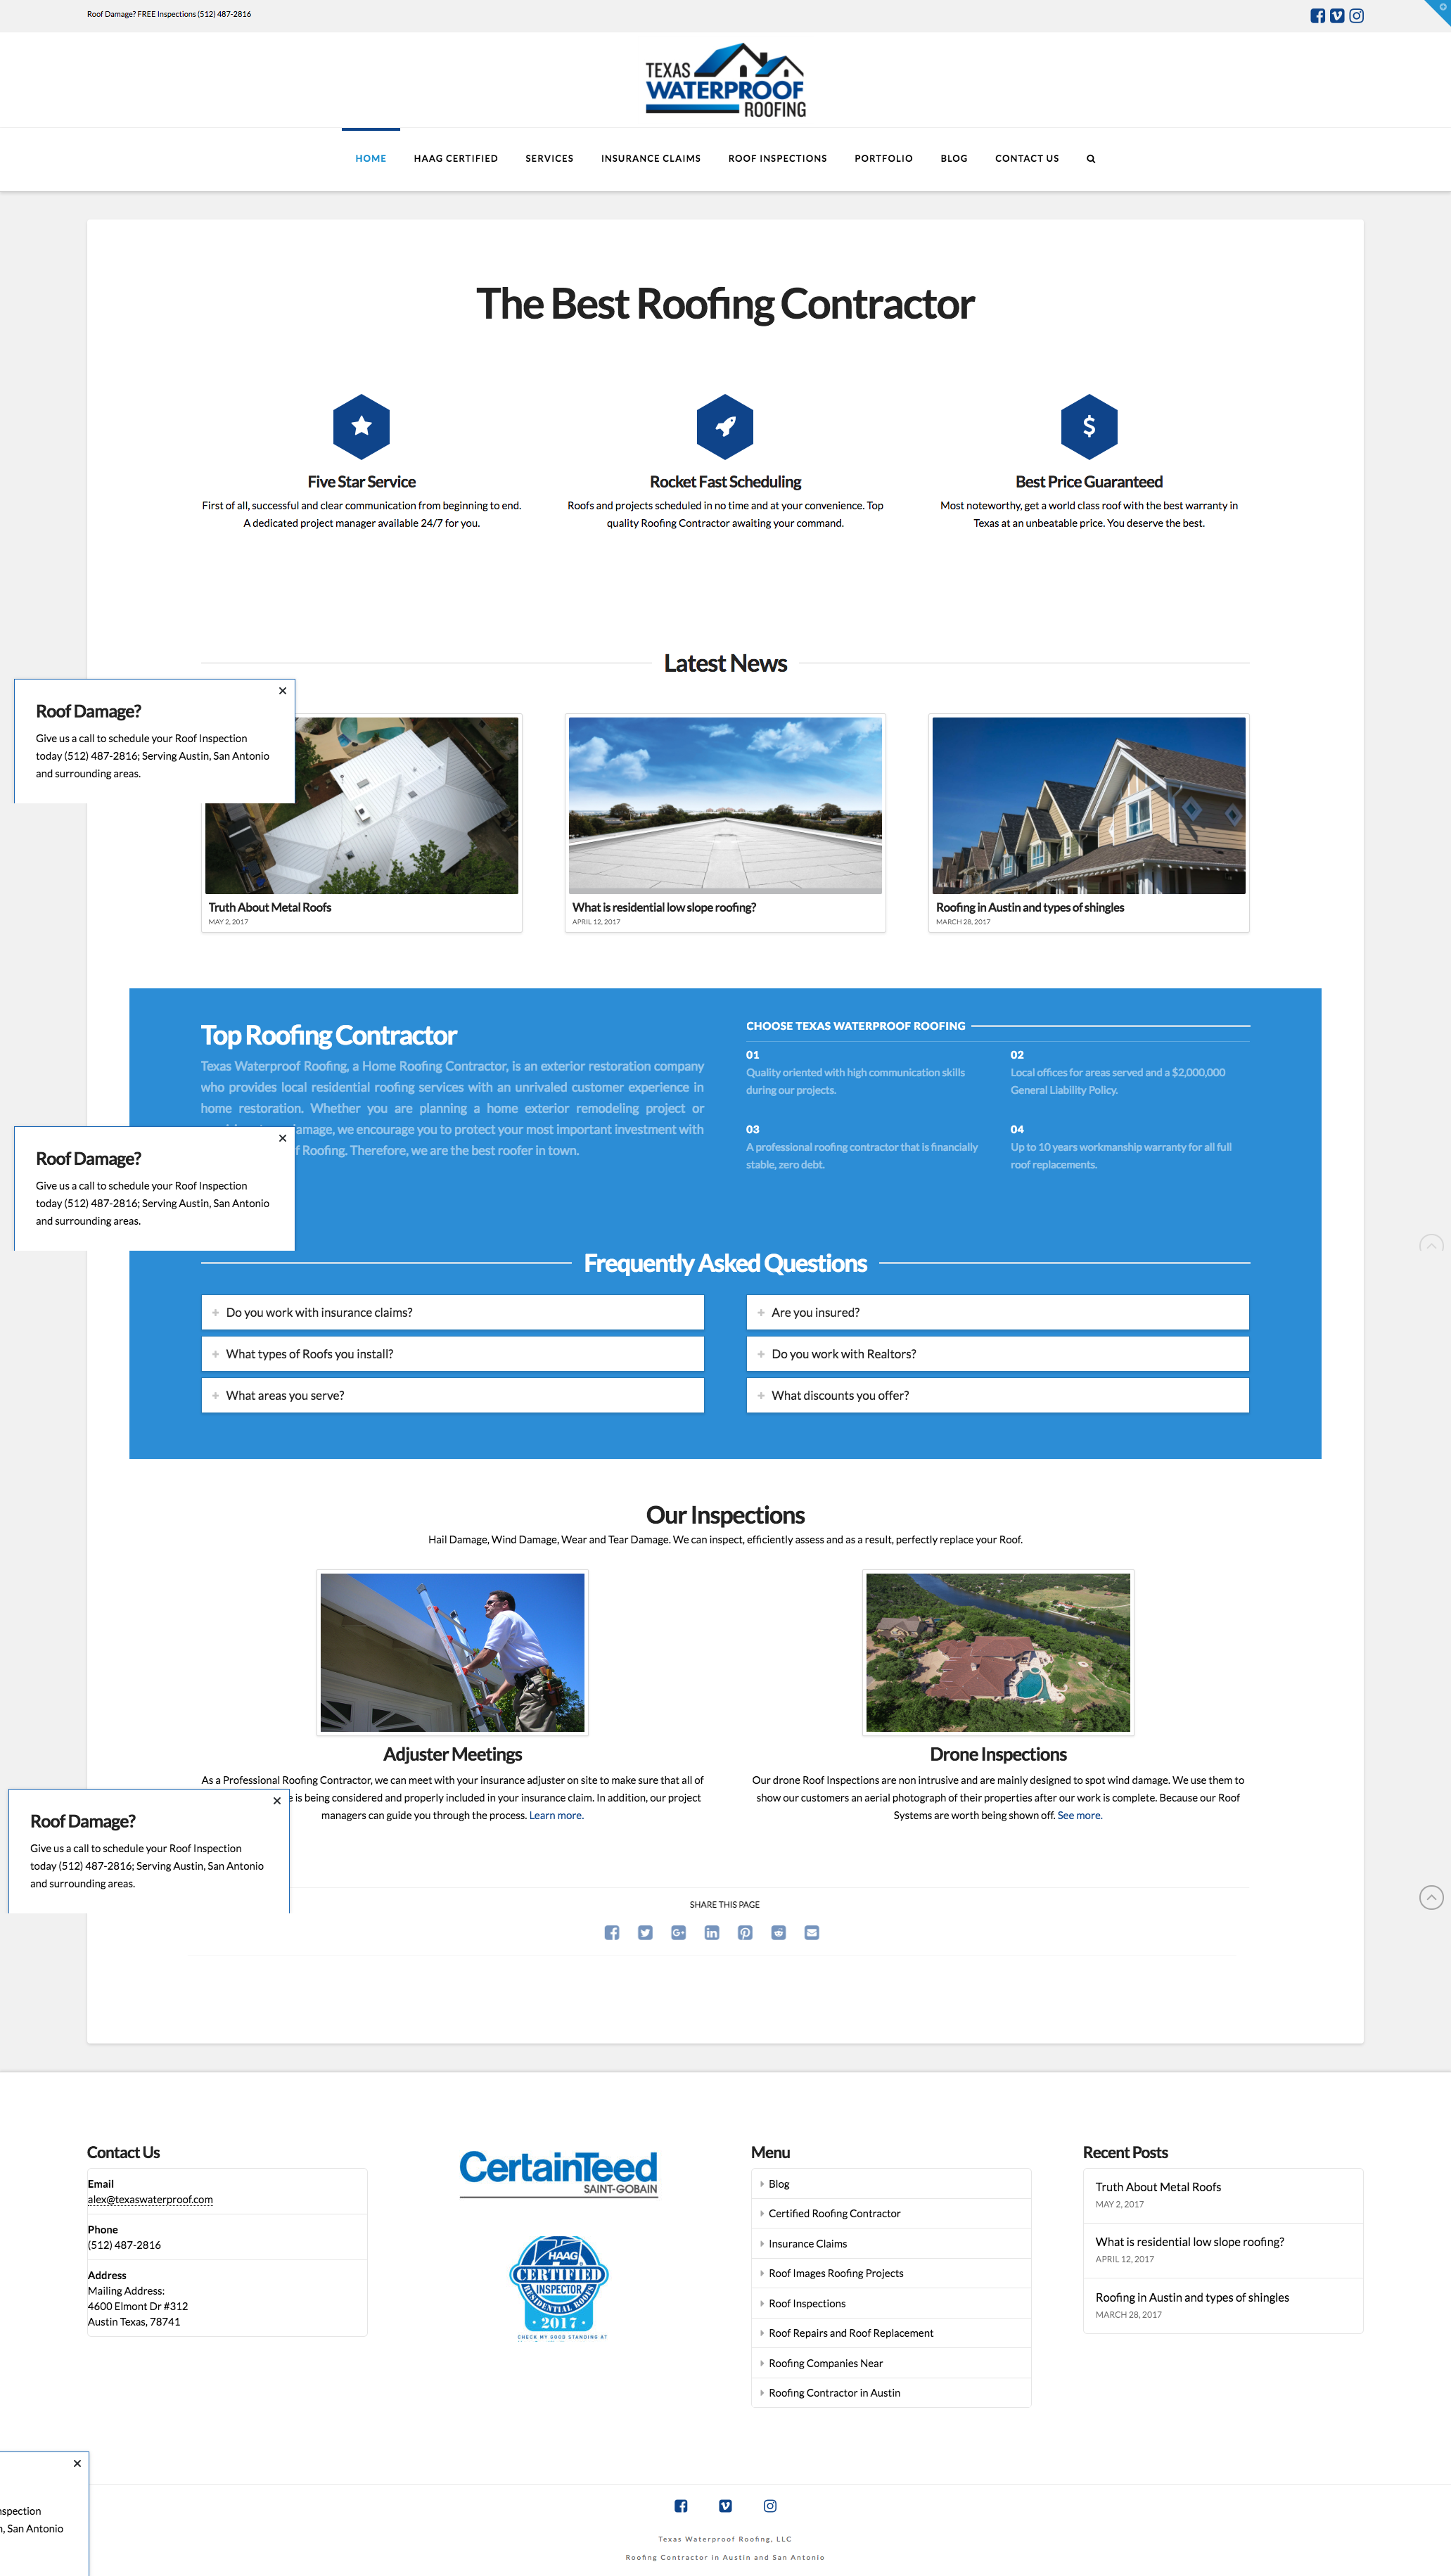 Roof Damage? FREE Inspections (512) 487-2816
TEXAS
WATERPROOF
ROOFING
HOME
HAAG CERTIFIED
SERVICES
INSURANCE CLAIMS
ROOF INSPECTIONS
PORTFOLIO
BLOG
CONTACT US
The Best Roofing Contractor
Five Star Service
First of all, successful and clear communication from beginning to end.
A dedicated project manager available 24/7 for you.
Rocket Fast Scheduling
Roofs and projects scheduled in no time and at your convenience. Top
quality Roofing Contractor awaiting your command.
Best Price Guaranteed
Most noteworthy, get a world class roof with the best warranty in
Texas at an unbeatable price. You deserve the best.
Latest News
Roof Damage?
Give us a call to schedule your Roof Inspection
today (512) 487-2816; Serving Austin, San Antonio
and surrounding areas.
Truth About Metal Roofs
MAY 2, 2017
What is residential low slope roofing?
APRIL 12, 2017
Roofing in Austin and types of shingles
MARCH 28, 2017
Top Roofing Contractor
Texas Waterproof Roofing, a Home Roofing Contractor, is an exterior restoration company
who provides local residential roofing services with an unrivaled customer experience in
home restoration. Whether you are planning a home exterior remodeling project or
amage, we encourage you to protect your most important investment with
f Roofing. Therefore, we are the best roofer in town.
CHOOSE TEXAS WATERPROOF ROOFING
01
Quality oriented with high communication skills
during our projects.
02
Local offices for areas served and a $2,000,000
General Liability Policy.
03
A professional roofing contractor that is financially
stable, zero debt.
04
Up to 10 years workmanship warranty for all full
roof replacements.
Roof Damage?
Give us a call to schedule your Roof Inspection
today (512) 487-2816; Serving Austin, San Antonio
and surrounding areas.
Frequently Asked Questions
Do you work with insurance claims?
What types of Roofs you install?
What areas you serve?
Are you insured?
Do you work with Realtors?
What discounts you offer?
Our Inspections
Hail Damage, Wind Damage, Wear and Tear Damage. We can inspect, efficiently assess and as a result, perfectly replace your Roof.
Adjuster Meetings
As a Professional Roofing Contractor, we can meet with your insurance adjuster on site to make sure that all of
e is being considered and properly included in your insurance claim. In addition, our project
managers can guide you through the process. Learn more.
Drone Inspections
Our drone Roof Inspections are non intrusive and are mainly designed to spot wind damage. We use them to
show our customers an aerial photograph of their properties after our work is complete. Because our Roof
Systems are worth being shown off. See more.
Roof Damage?
Give us a call to schedule your Roof Inspection
today (512) 487-2816; Serving Austin, San Antonio
and surrounding areas.
SHARE THIS PAGE
Contact Us
Email
alex@texaswaterproof.com
Phone
(512) 487-2816
Address
Mailing Address:
4600 Elmont Dr #312
Austin Texas, 78741
CertainTeed
SAINT-GOBAIN
HAAG
CERTIFIED
INSPECTOR
RESIDENTIAL ROOFS
2017
CHECK MY GOOD STANDING AT
Menu
Blog
Certified Roofing Contractor
Insurance Claims
Roof Images Roofing Projects
Roof Inspections
Roof Repairs and Roof Replacement
Roofing Companies Near
Roofing Contractor in Austin
Recent Posts
Truth About Metal Roofs
MAY 2, 2017
What is residential low slope roofing?
APRIL 12, 2017
Roofing in Austin and types of shingles
MARCH 28, 2017
spection
, San Antonio
Texas Waterproof Roofing, LLC
Roofing Contractor in Austin and San Antonio